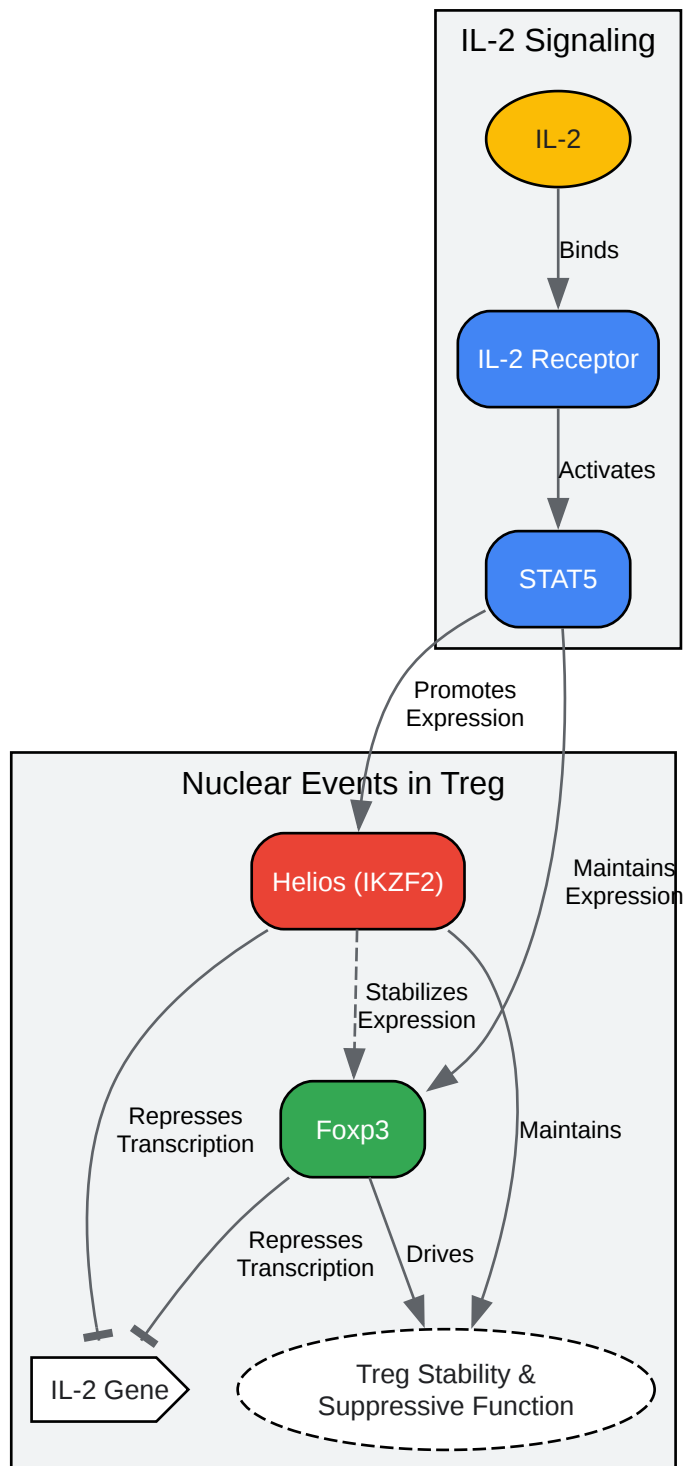 IL-2 Signaling
IL-2
Binds
IL-2 Receptor
Activates
STAT5
Promotes
Expression
Nuclear Events in Treg
Helios (IKZF2)
Maintains
Expression
Stabilizes
Expression
Represses
Transcription
Foxp3
Maintains
Represses
Transcription
Drives
IL-2 Gene
Treg Stability &
Suppressive Function